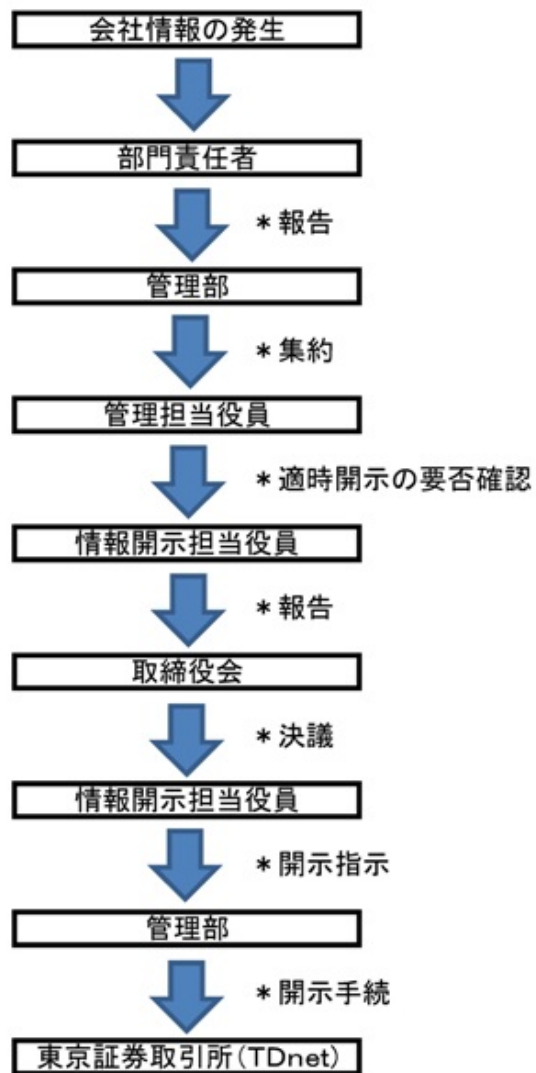 会社情報の発生
部門責任者
＊報告
管理部
＊集約
管理担当役員
＊適時開示の要否確認
情報開示担当役員
＊報告
取締役会
＊決議
情報開示担当役員
＊開示指示
管理部
＊開示手続
東京証券取引所(TDnet)